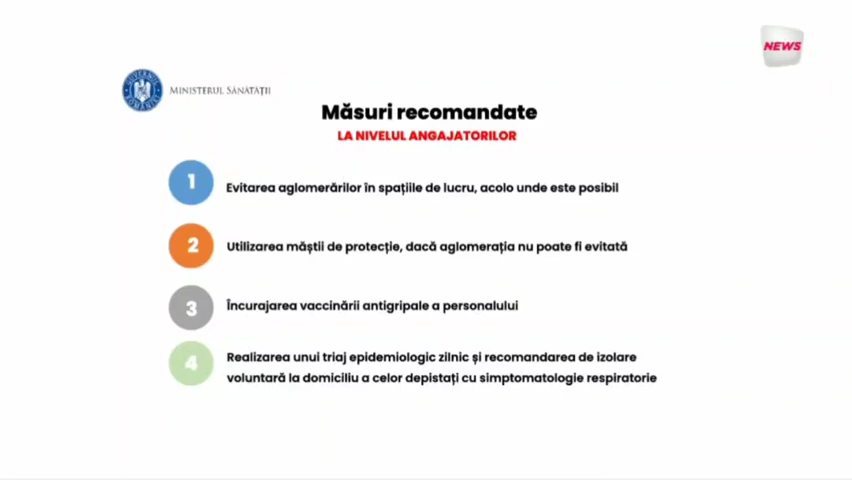 NEWS
GUVERNUL ROMÂNIEI
MINISTERUL SĂNĂTĂȚII
Măsuri recomandate
LA NIVELUL ANGAJATORILOR
1
Evitarea aglomerărilor în spațiile de lucru, acolo unde este posibil
2
Utilizarea măștii de protecție, dacă aglomerația nu poate fi evitată
3
Încurajarea vaccinării antigripale a personalului
4
Realizarea unui triaj epidemiologic zilnic și recomandarea de izolare
voluntară la domiciliu a celor depistați cu simptomatologie respiratorie